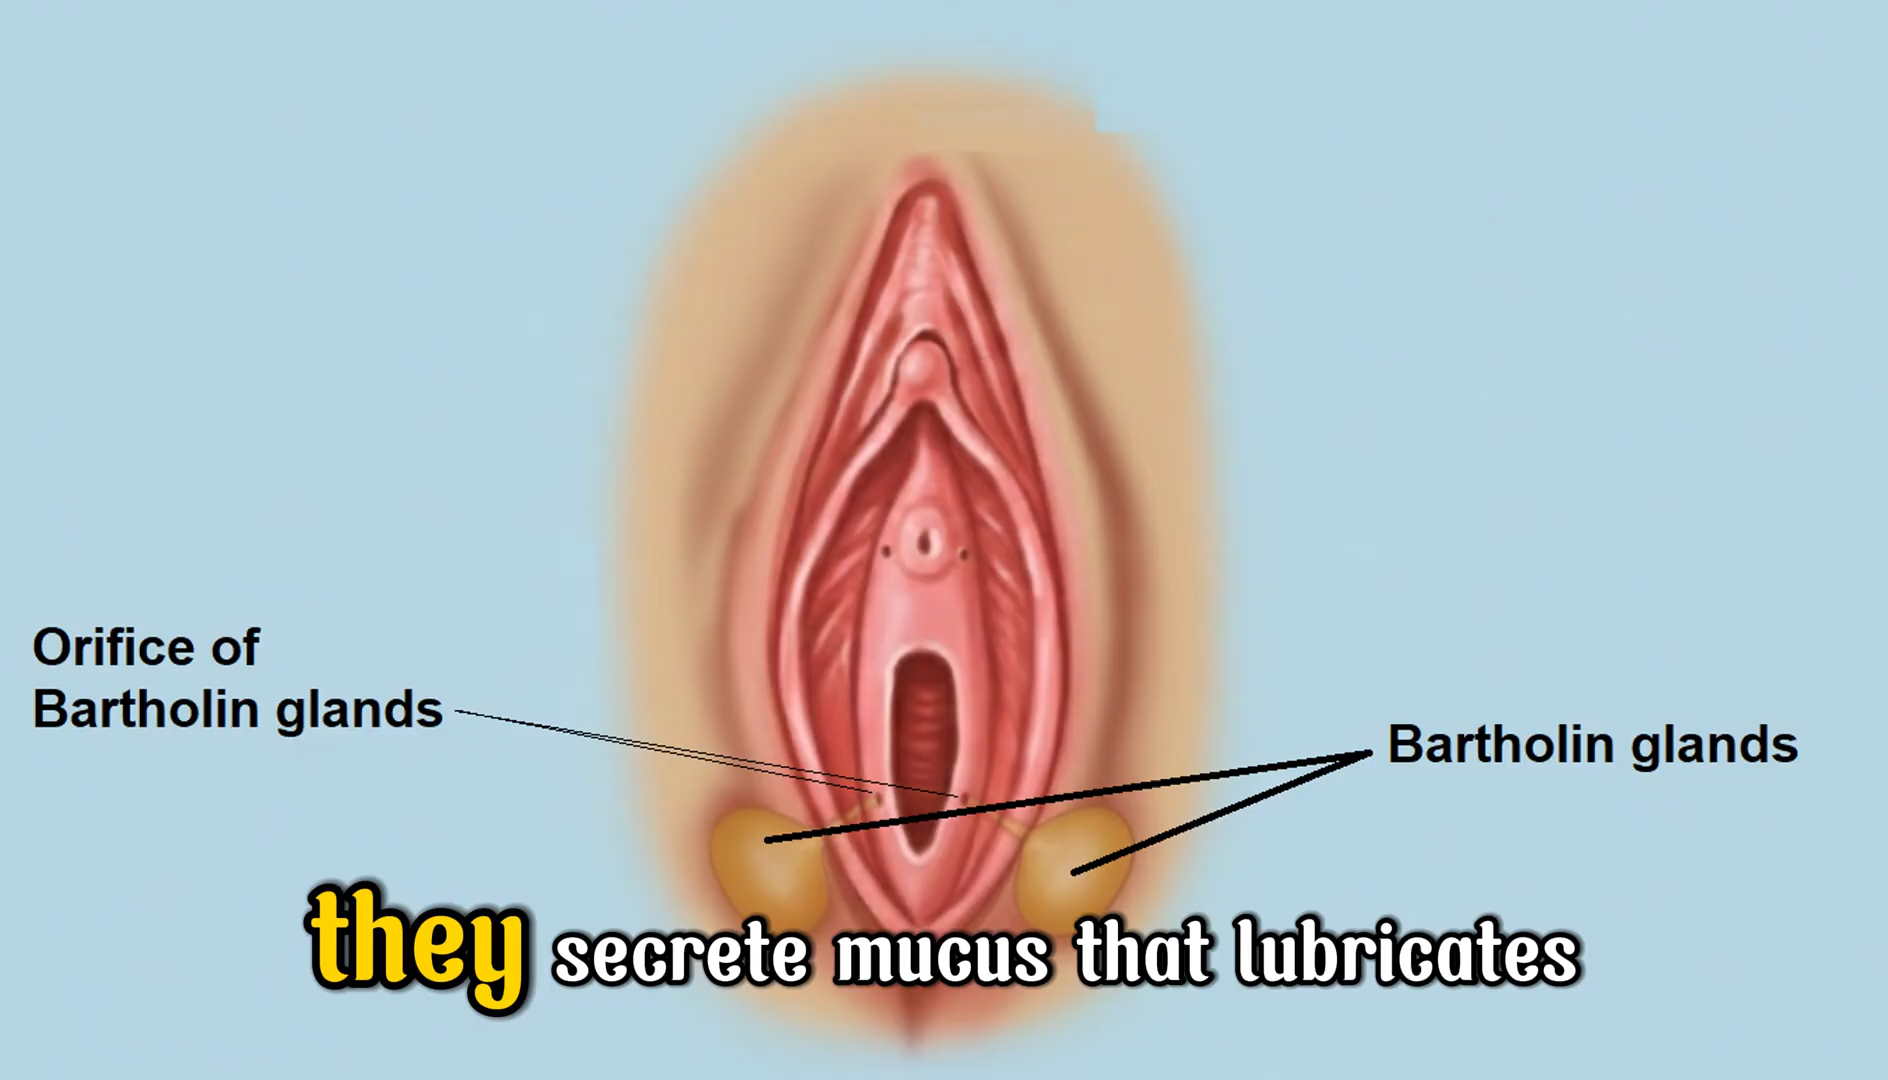 Orifice of
Bartholin glands
Bartholin glands
they secrete mucus that lubricates